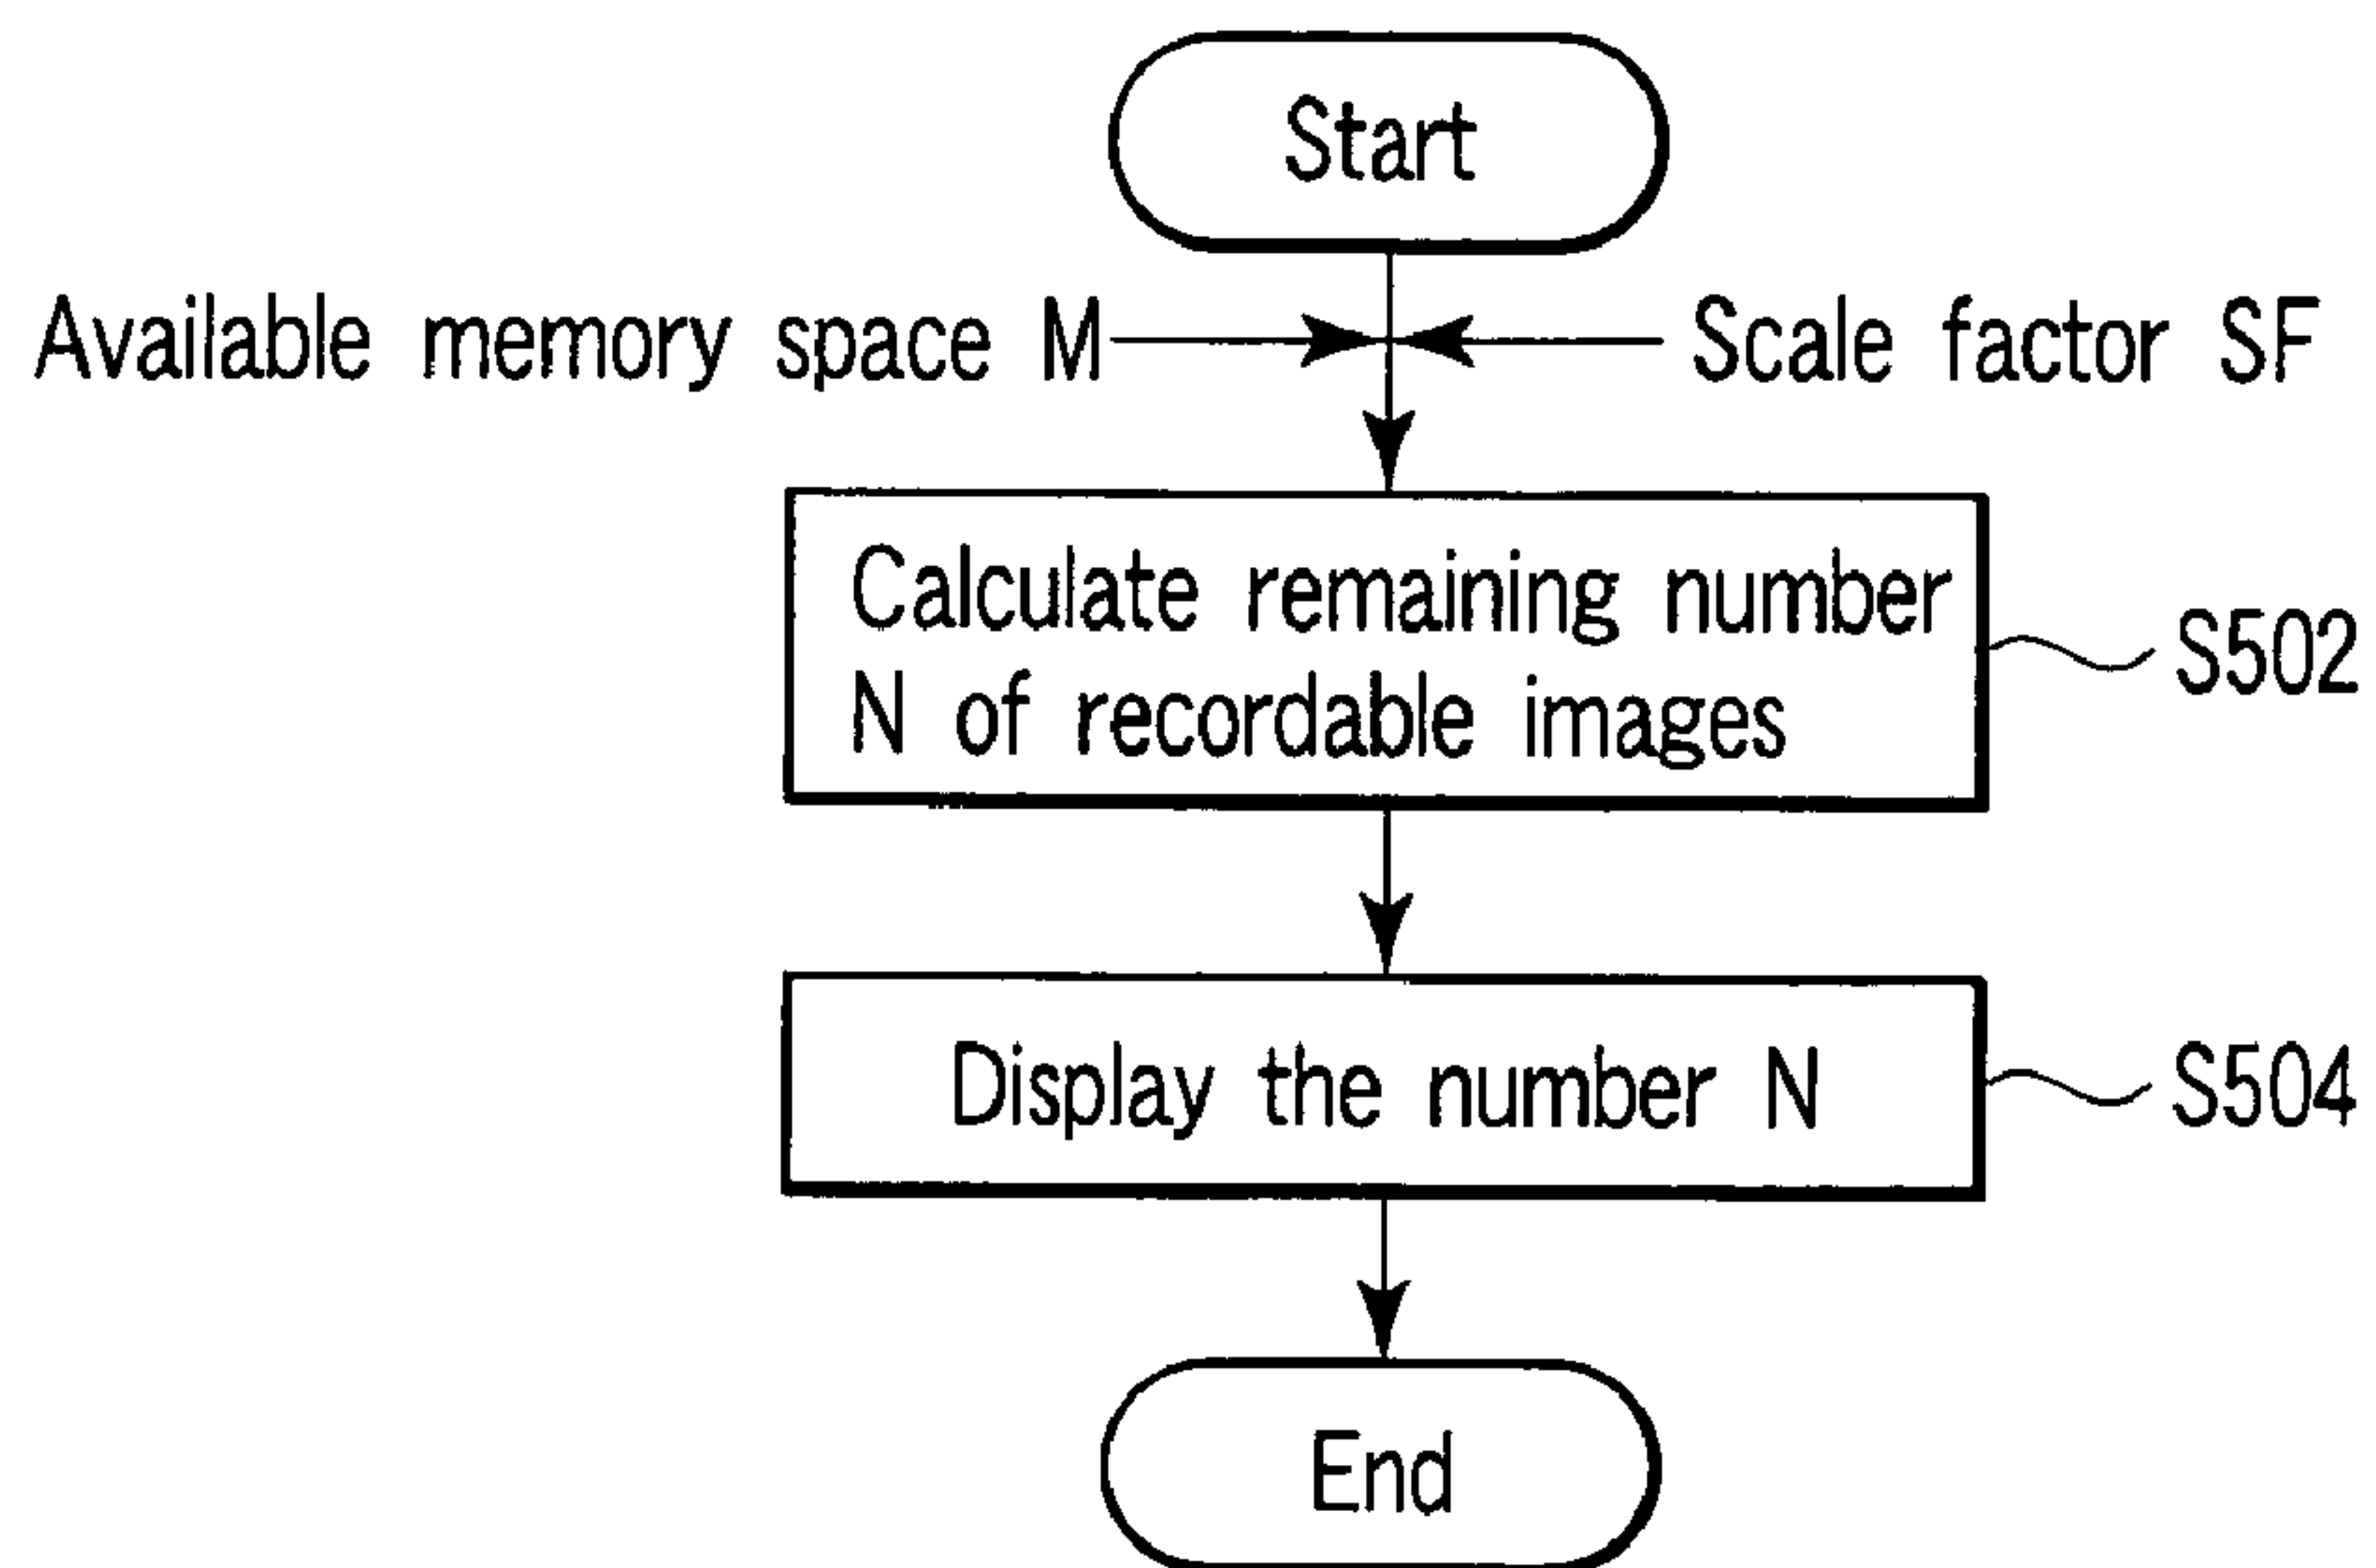 Start
Available memory space M
Scale factor SF
Calculate remaining number
N of recordable images
S502
Display the number N
S504
End